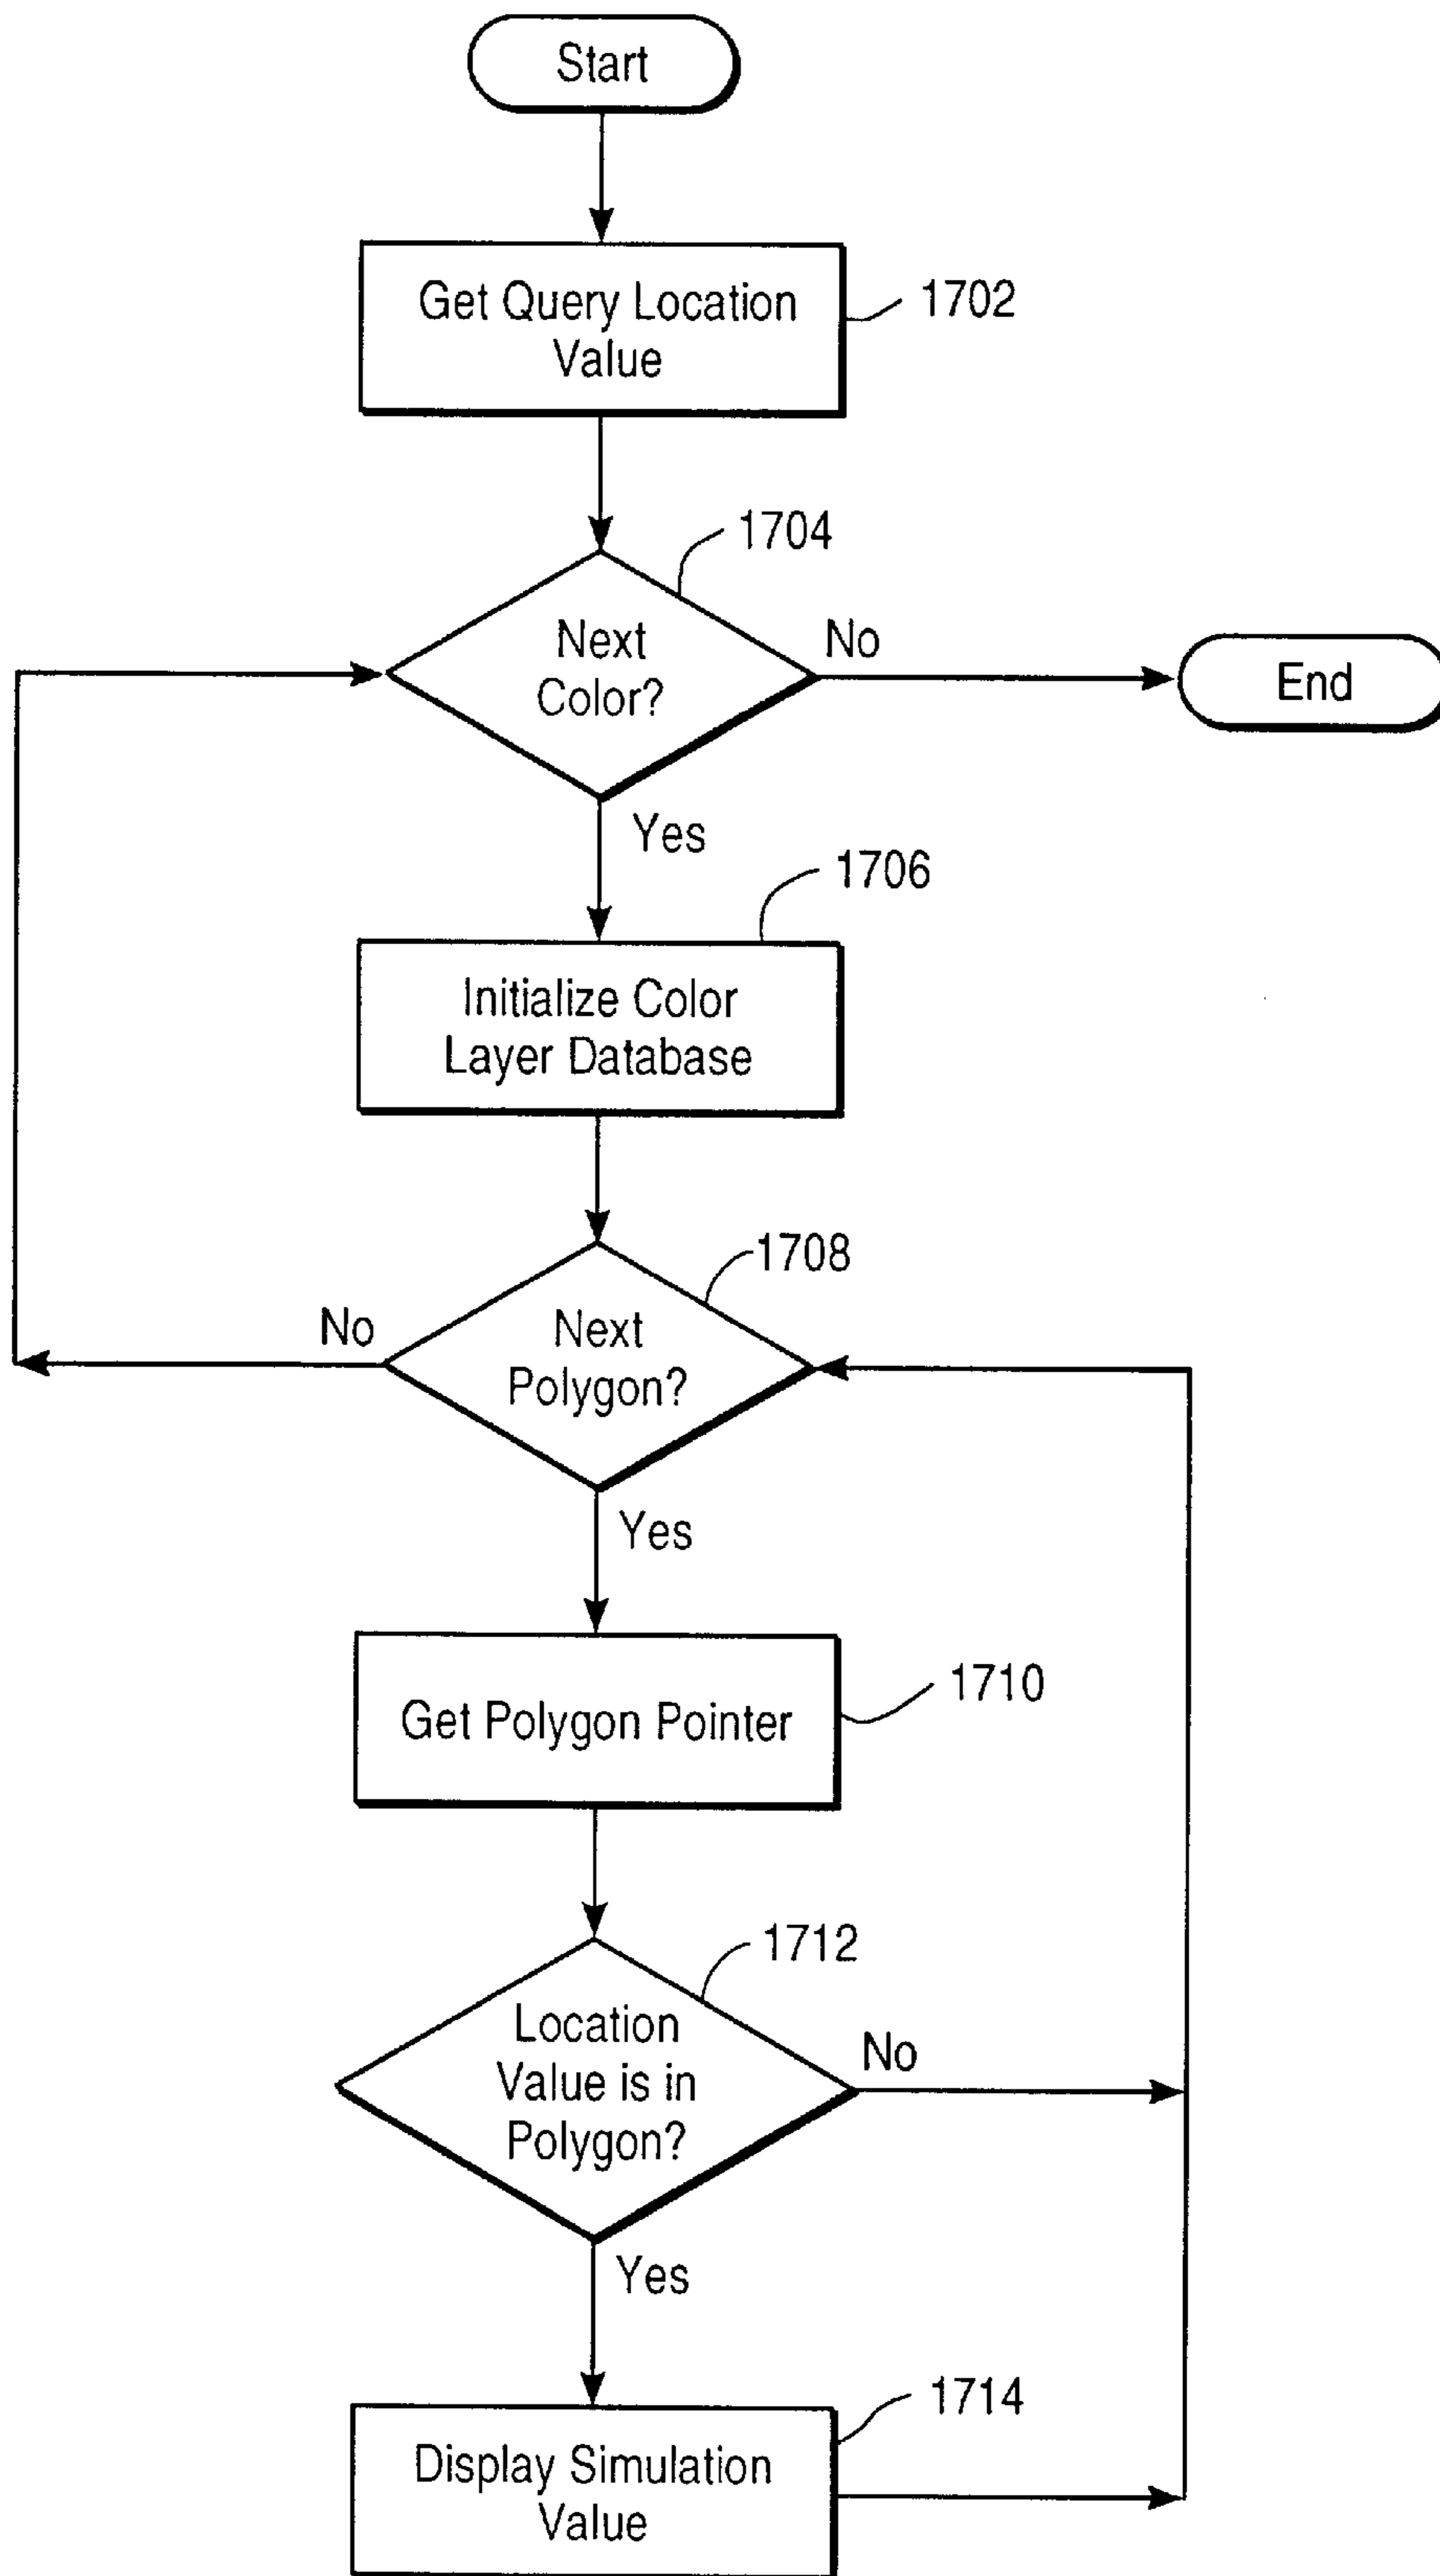 Start
Get Query Location
Value
1702
1704
Next
Color?
No
End
Yes
1706
Initialize Color
Layer Database
1708
No
Next
Polygon?
Yes
1710
Get Polygon Pointer
1712
Location
Value is in
Polygon?
No
Yes
1714
Display Simulation
Value